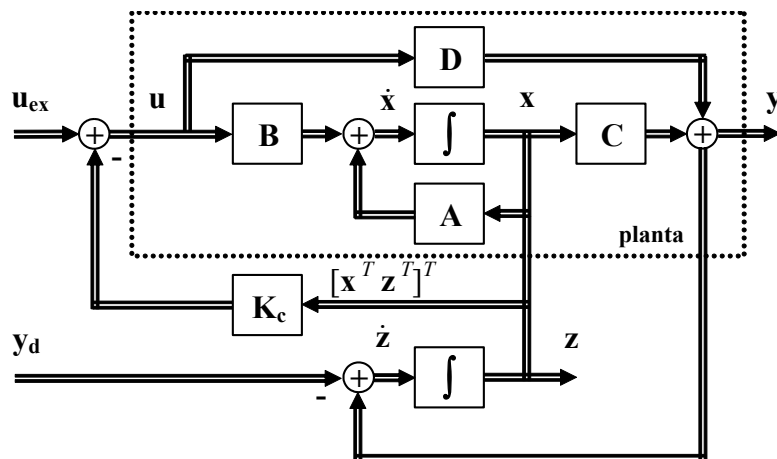 D
u_ex u ẋ x y
+ B + ∫ C +
-
A
planta
[x^T z^T]^T
K_c
y_d ż z
+ ∫
-